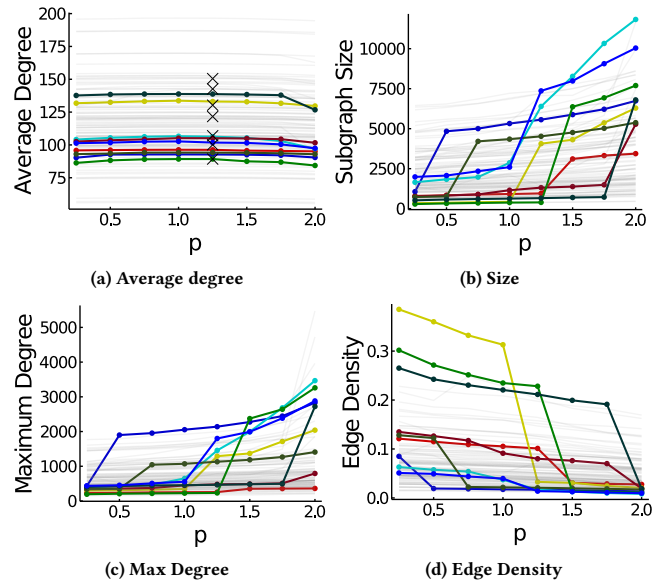 200
175
150
125
100
75
Average Degree
0.5 1.0 1.5 2.0
p
(a) Average degree
10000
7500
5000
2500
0
Subgraph Size
0.5 1.0 1.5 2.0
p
(b) Size
5000
4000
3000
2000
1000
0
Maximum Degree
0.5 1.0 1.5 2.0
p
(c) Max Degree
0.3
0.2
0.1
0.0
Edge Density
0.5 1.0 1.5 2.0
p
(d) Edge Density